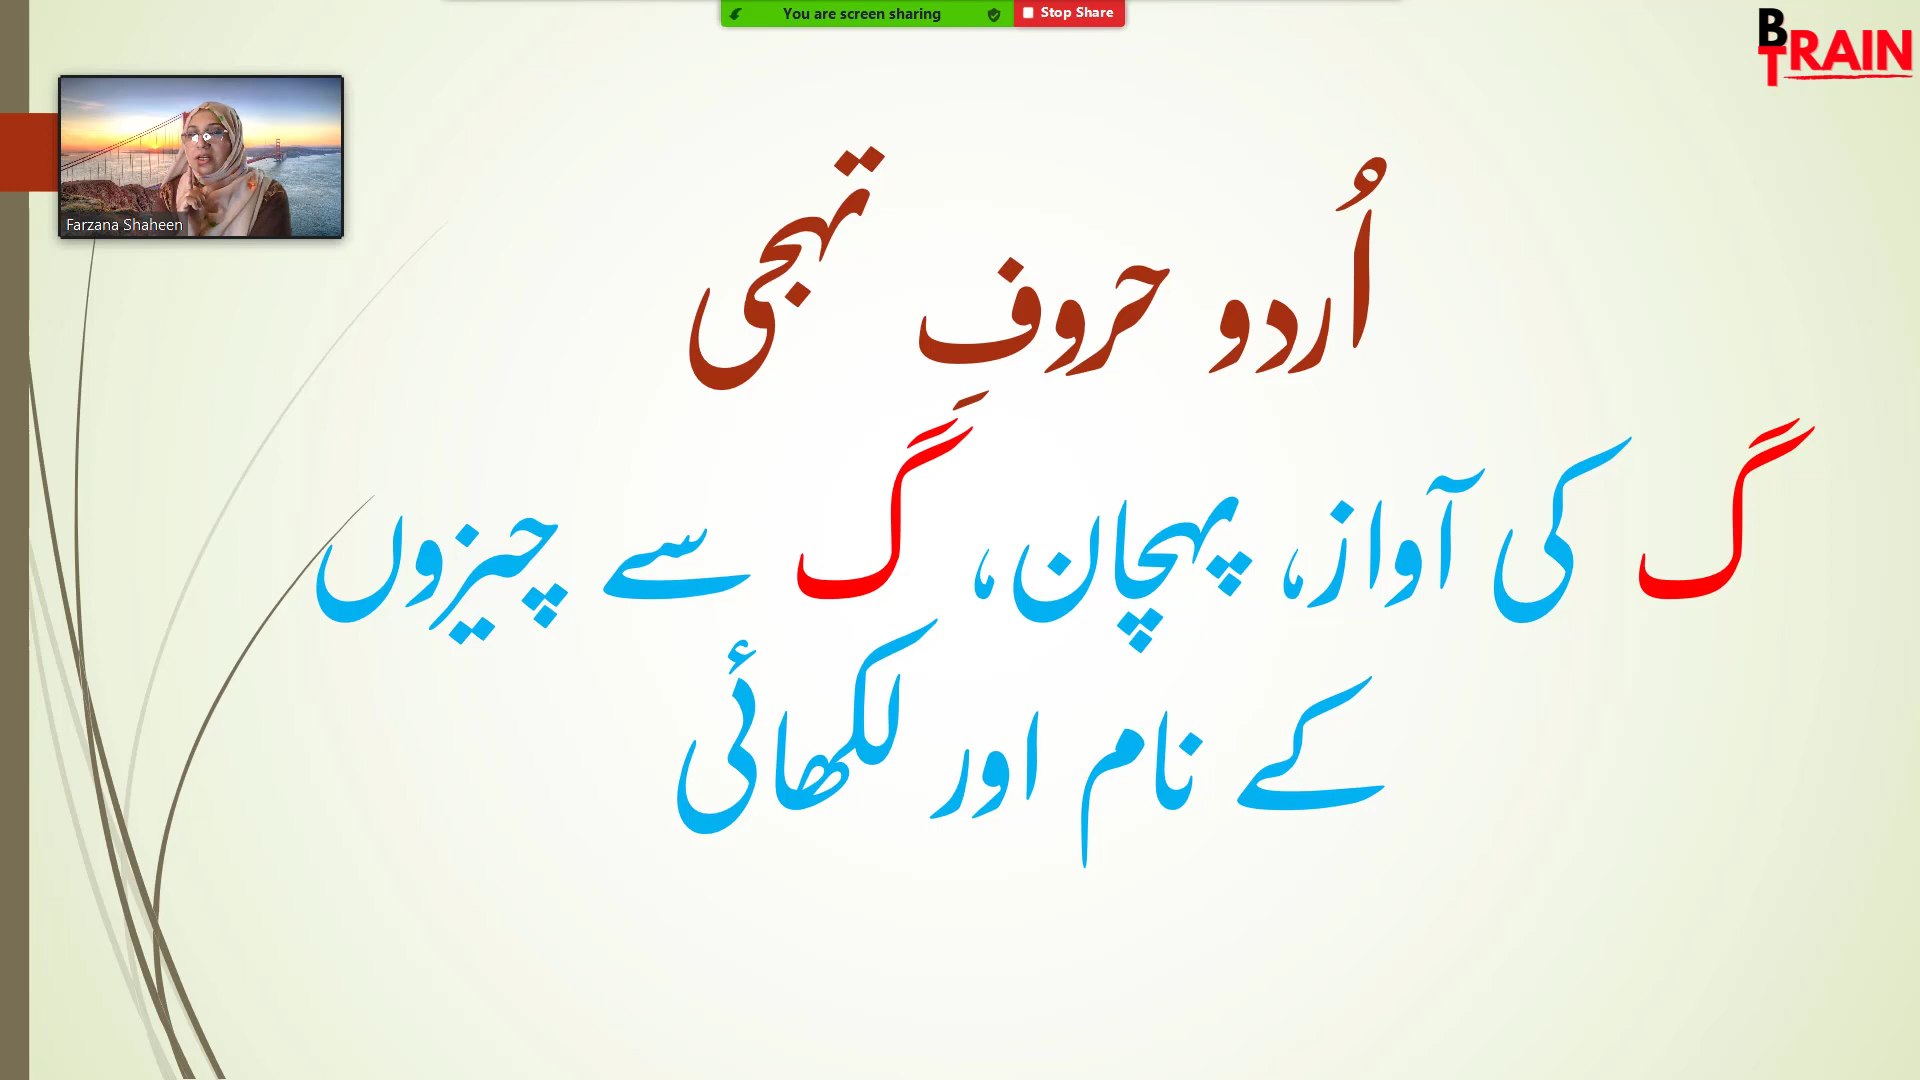 You are screen sharing Stop Share
B
TRAIN
Farzana Shaheen
اُردو حروفِ تہجی
گ کی آواز، پہچان، گ سے چیزوں
کے نام اور لکھائی